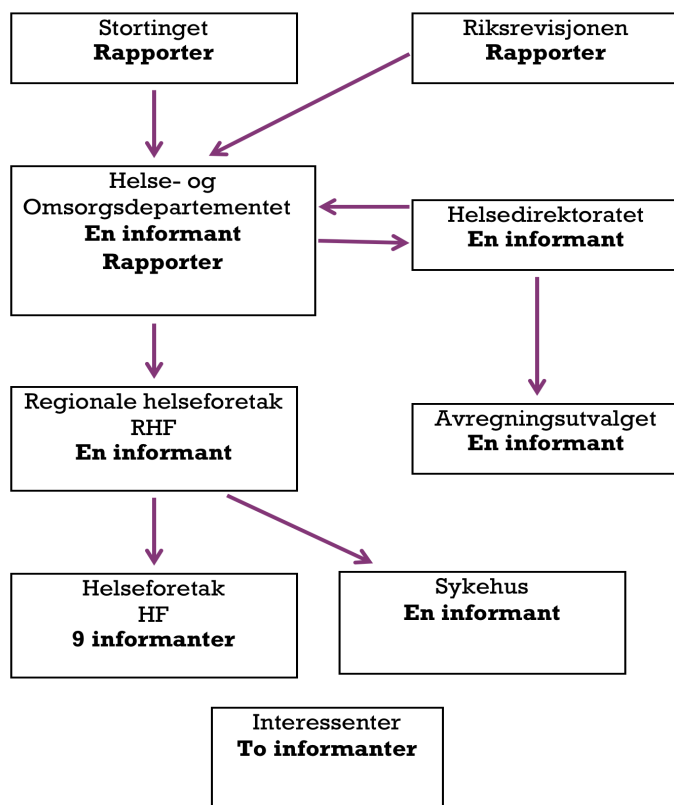 Stortinget
Rapporter
Riksrevisjonen
Rapporter
Helse- og
Omsorgsdepartementet
En informant
Rapporter
Helsedirektoratet
En informant
Regionale helseforetak
RHF
En informant
Avregningsutvalget
En informant
Helseforetak
HF
9 informanter
Sykehus
En informant
Interessenter
To informanter